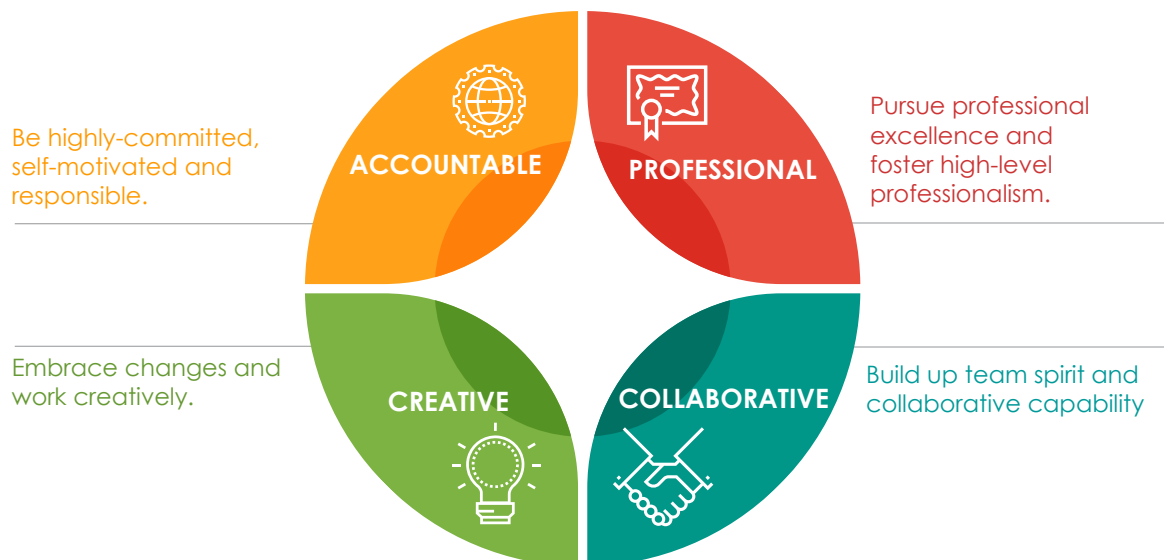 Be highly-committed,
self-motivated and
responsible.
ACCOUNTABLE
PROFESSIONAL
Pursue professional
excellence and
foster high-level
professionalism.
Embrace changes and
work creatively.
CREATIVE
COLLABORATIVE
Build up team spirit and
collaborative capability